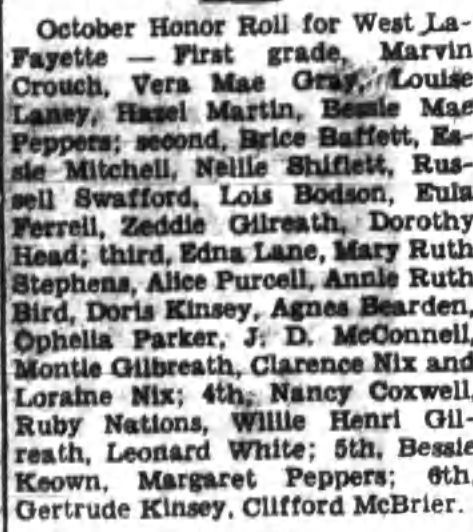 October Honor Roll for West La-
Fayette — First grade, Marvin
Crouch, Vera Mae Gray, Louise
Laney, Hazel Martin, Bessie Mae
Peppers; second, Brice Baffett, Es-
sie Mitchell, Nellie Shiflett, Rus-
sell Swafford, Lois Bodson, Eula
Ferrell, Zeddie Gilreath, Dorothy
Head; third, Edna Lane, Mary Ruth
Stephens, Alice Purcell, Annie Ruth
Bird, Doris Kinsey, Agnes Bearden,
Ophelia Parker, J. D. McConnell,
Montie Gilbreath, Clarence Nix and
Loraine Nix; 4th, Nancy Coxwell,
Ruby Nations, Willie Henri Gil-
reath, Leonard White; 5th, Bessie
Keown, Margaret Peppers; 6th,
Gertrude Kinsey, Clifford McBrier.